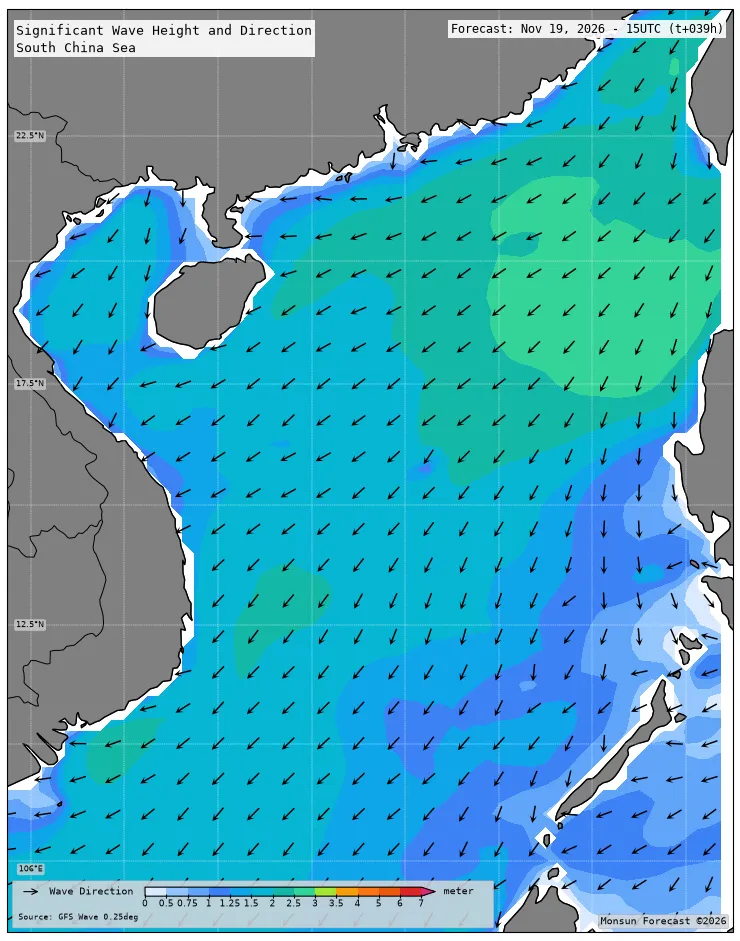 Significant Wave Height and Direction
South China Sea
Forecast: Nov 19, 2026 - 15UTC (t+039h)
22.5°N
17.5°N
12.5°N
106°E
Wave Direction
0 0.5 0.75 1 1.25 1.5 2 2.5 3 3.5 4 5 6 7
meter
Source: GFS Wave 0.25deg
Monsun Forecast ©2026